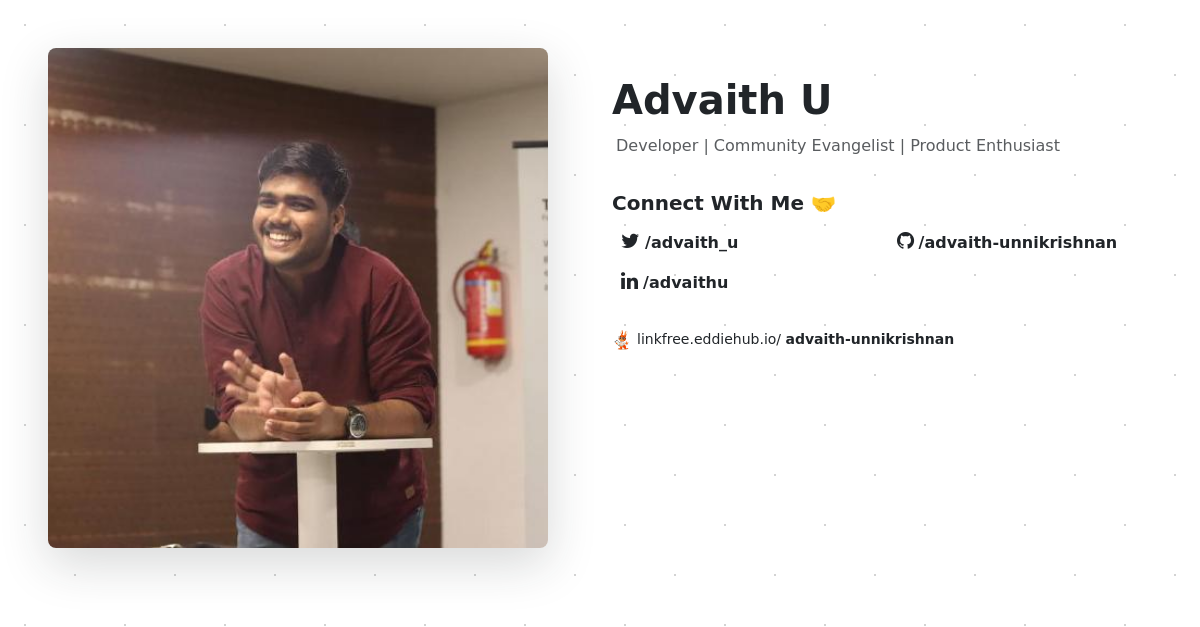 Advaith U
Developer | Community Evangelist | Product Enthusiast
Connect With Me 🤝
/advaith_u
/advaith-unnikrishnan
/advaithu
linkfree.eddiehub.io/ advaith-unnikrishnan